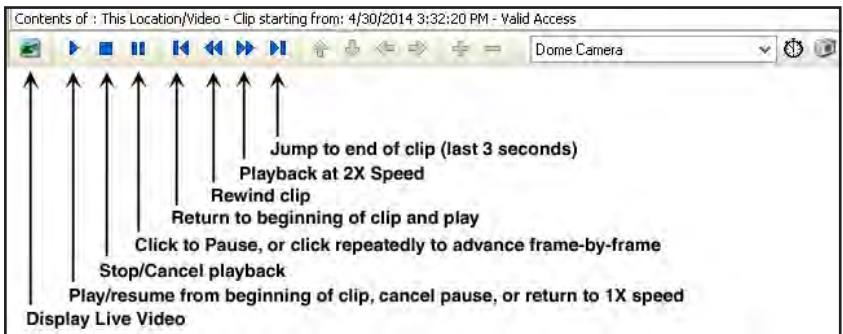 Contents of : This Location/Video - Clip starting from: 4/30/2014 3:32:20 PM - Valid Access
Dome Camera
Jump to end of clip (last 3 seconds)
Playback at 2X Speed
Rewind clip
Return to beginning of clip and play
Click to Pause, or click repeatedly to advance frame-by-frame
Stop/Cancel playback
Play/resume from beginning of clip, cancel pause, or return to 1X speed
Display Live Video